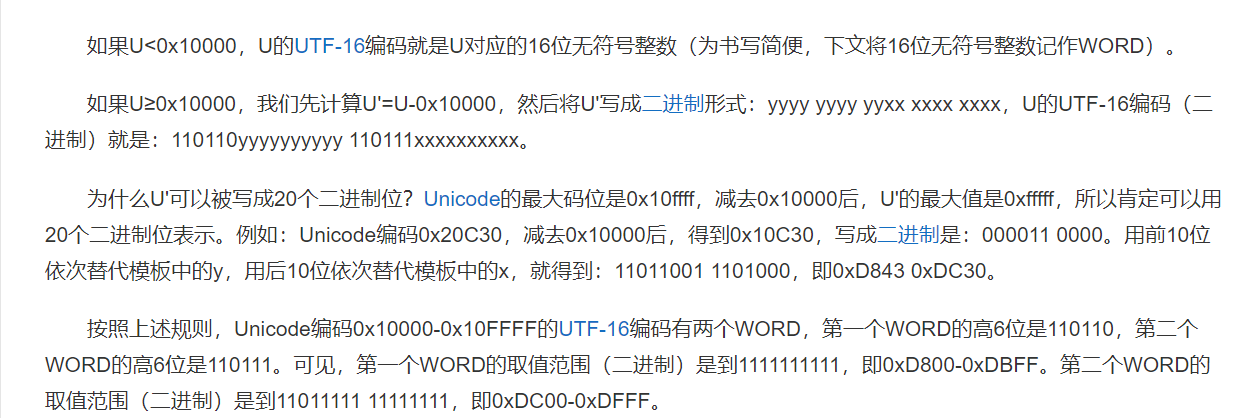 如果U<0x10000，U的UTF-16编码就是U对应的16位无符号整数（为书写简便，下文将16位无符号整数记作WORD）。
如果U≥0x10000，我们先计算U'=U-0x10000，然后将U'写成二进制形式：yyyy yyyy yyxx xxxx xxxx，U的UTF-16编码（二
进制）就是：110110yyyyyyyyyy 110111xxxxxxxxxx。
为什么U'可以被写成20个二进制位？Unicode的最大码位是0x10ffff，减去0x10000后，U'的最大值是0xfffff，所以肯定可以用
20个二进制位表示。例如：Unicode编码0x20C30，减去0x10000后，得到0x10C30，写成二进制是：000011 0000。用前10位
依次替代模板中的y，用后10位依次替代模板中的x，就得到：11011001 1101000，即0xD843 0xDC30。
按照上述规则，Unicode编码0x10000-0x10FFFF的UTF-16编码有两个WORD，第一个WORD的高6位是110110，第二个
WORD的高6位是110111。可见，第一个WORD的取值范围（二进制）是到1111111111，即0xD800-0xDBFF。第二个WORD的
取值范围（二进制）是到11011111 11111111，即0xDC00-0xDFFF。